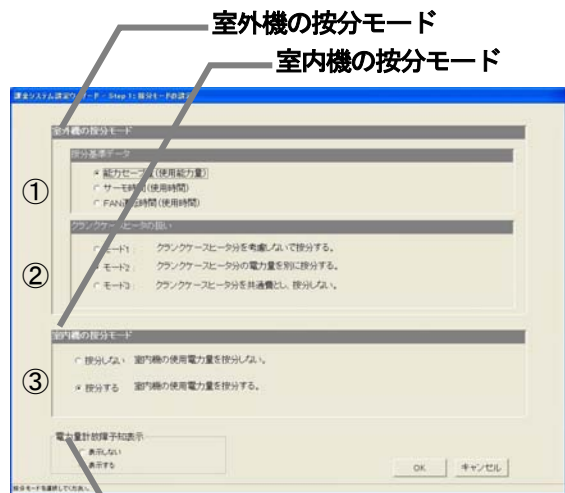 室外機の按分モード
室内機の按分モード
課金システム設定ウィザード - Step 1: 按分モードの設定
室外機の按分モード
按分基準データ
①
能力セーブ量(使用能力量)
サーモ時間(使用時間)
FAN運転時間(使用時間)
クランクケースヒータの扱い
②
モード1: クランクケースヒータ分を考慮しないで按分する。
モード2: クランクケースヒータ分の電力量を別に按分する。
モード3: クランクケースヒータ分を共通費とし、按分しない。
室内機の按分モード
③
按分しない 室内機の使用電力量を按分しない。
按分する 室内機の使用電力量を按分する。
電力量計故障予知表示
表示しない
表示する
OK キャンセル
按分モードを選択してください。